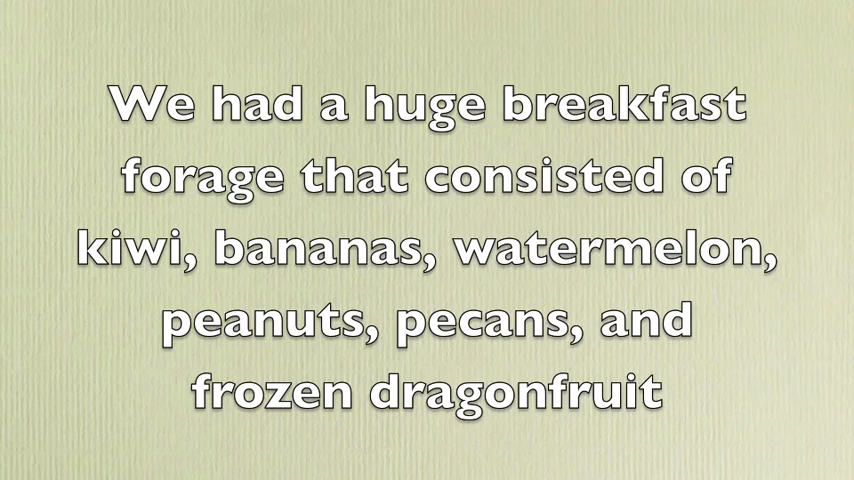 We had a huge breakfast
forage that consisted of
kiwi, bananas, watermelon,
peanuts, pecans, and
frozen dragonfruit